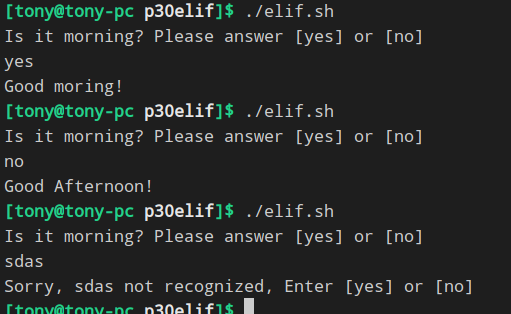 [tony@tony-pc p30elif]$ ./elif.sh
Is it morning? Please answer [yes] or [no]
yes
Good moring!
[tony@tony-pc p30elif]$ ./elif.sh
Is it morning? Please answer [yes] or [no]
no
Good Afternoon!
[tony@tony-pc p30elif]$ ./elif.sh
Is it morning? Please answer [yes] or [no]
sdas
Sorry, sdas not recognized, Enter [yes] or [no]
[tony@tony-pc p30elif]$